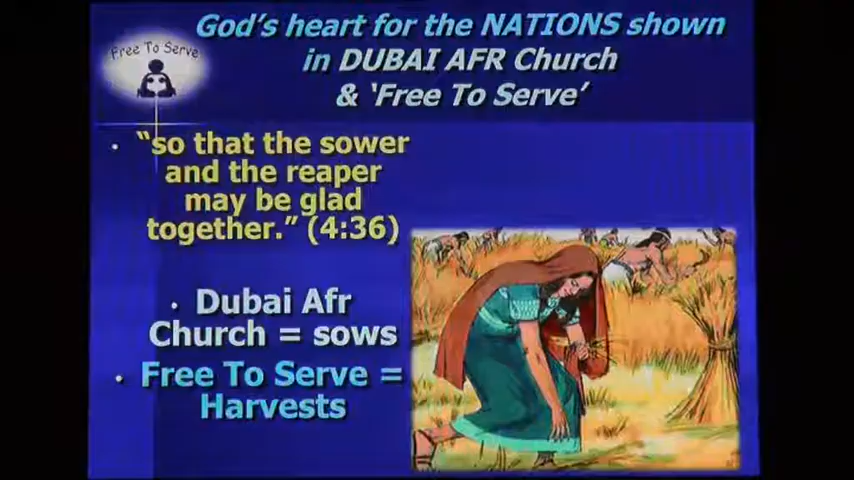 God's heart for the NATIONS shown
in DUBAI AFR Church
& ‘Free To Serve’
Free To Serve
• “so that the sower
and the reaper
may be glad
together.” (4:36)
• Dubai Afr
Church = sows
• Free To Serve =
Harvests